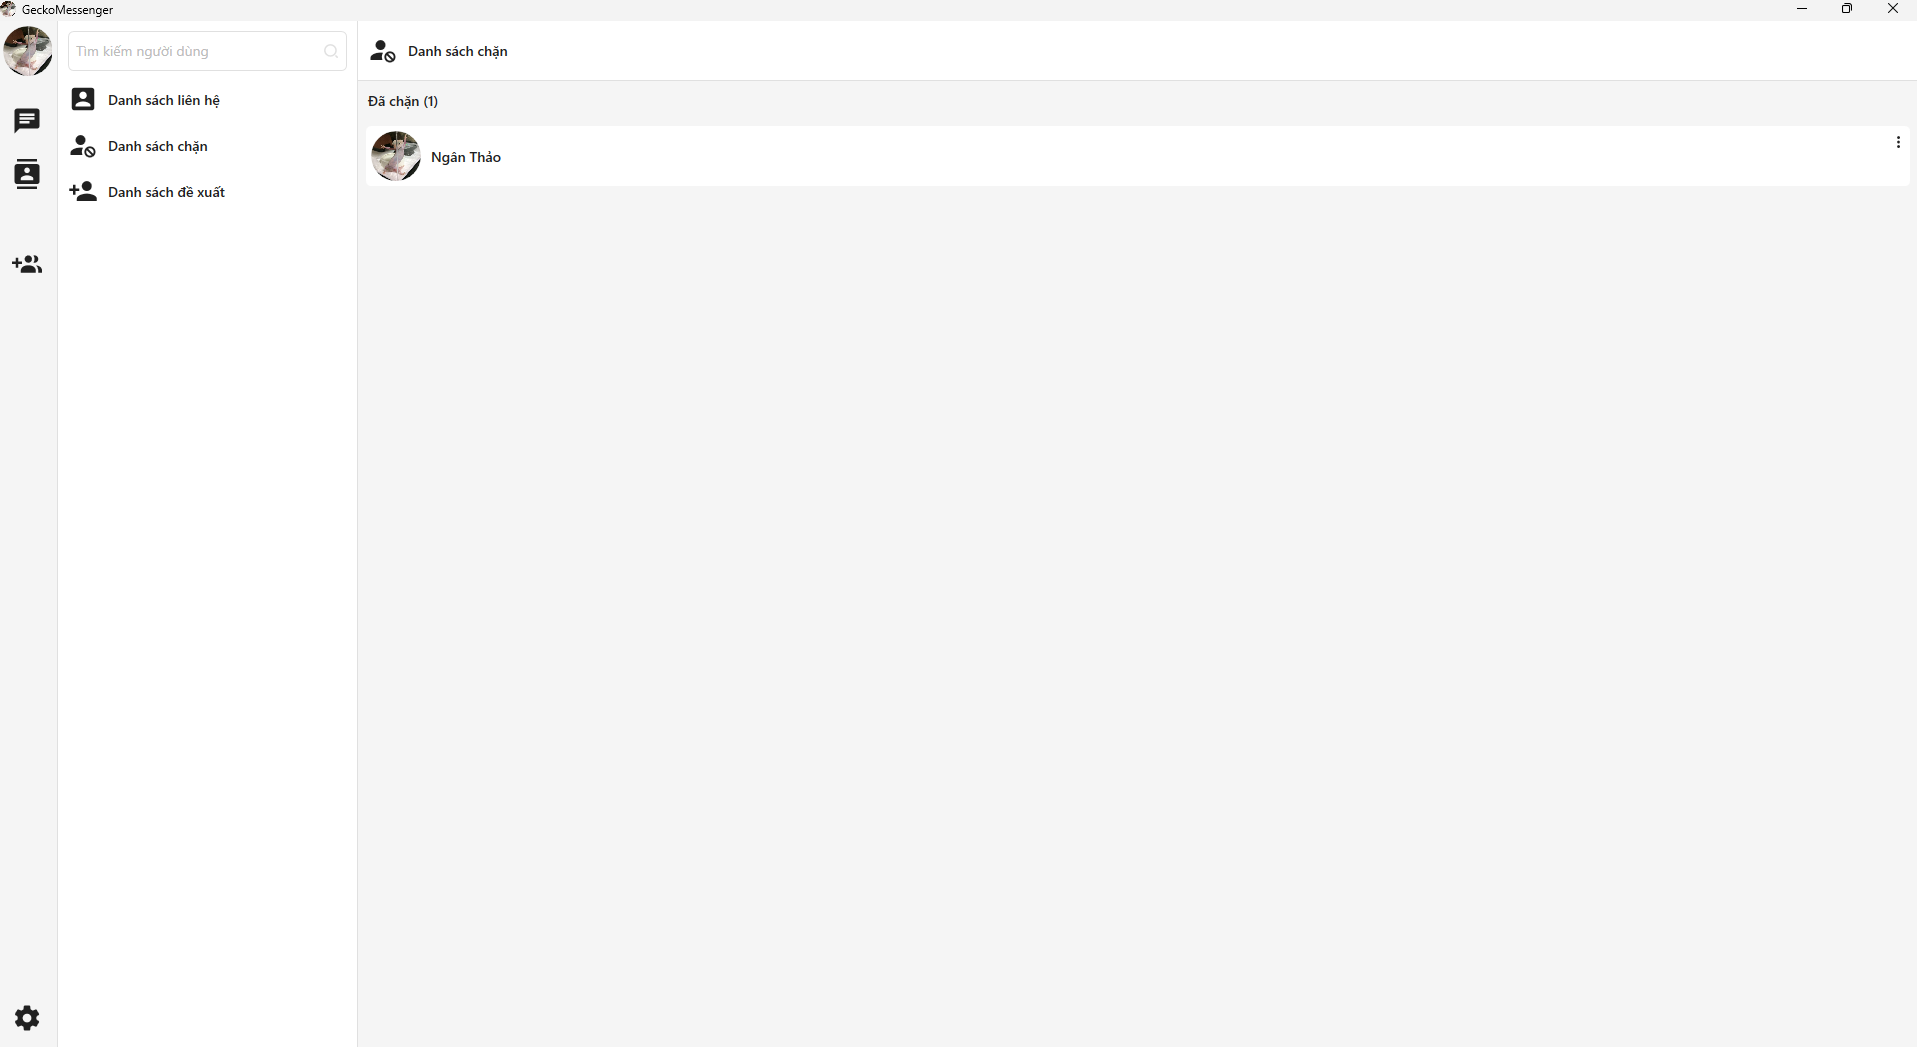 GeckoMessenger
Tìm kiếm người dùng
Danh sách liên hệ
Danh sách chặn
Danh sách đề xuất
Danh sách chặn
Đã chặn (1)
Ngân Thảo